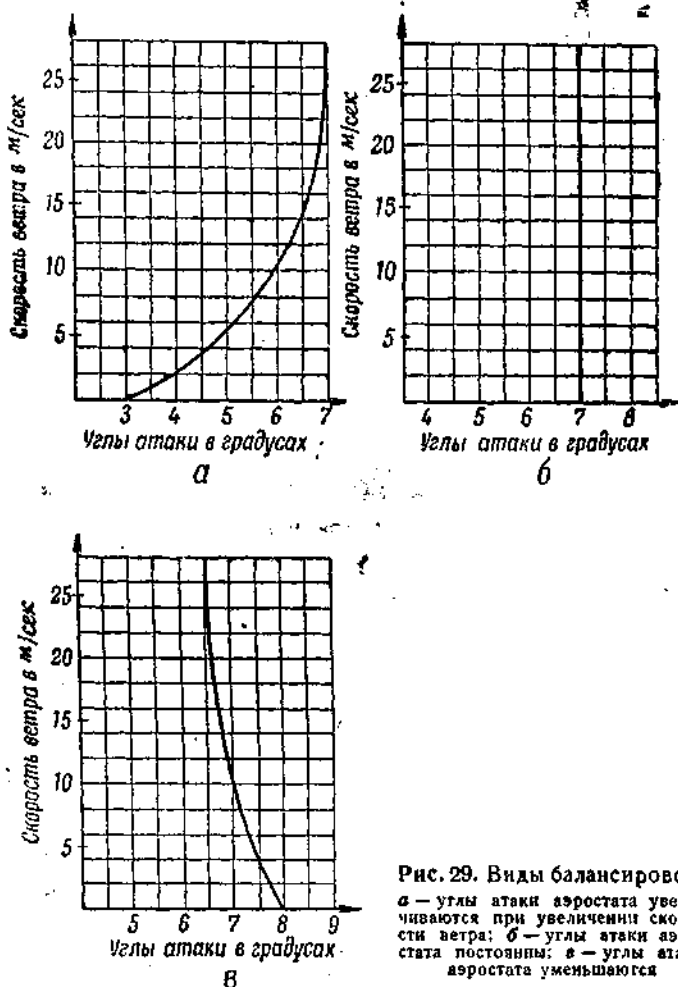 Скорость ветра в м/сек
25
20
15
10
5
3 4 5 6 7
Углы атаки в градусах
а
Скорость ветра в м/сек
25
20
15
10
5
4 5 6 7 8
Углы атаки в градусах
б
Скорость ветра в м/сек
25
20
15
10
5
5 6 7 8 9
Углы атаки в градусах
в
Рис. 29. Виды балансирово
а — углы атаки аэростата уве
чиваются при увеличении ско
сти ветра; б — углы атаки аэ
стата постоянны; в — углы ата
аэростата уменьшаются